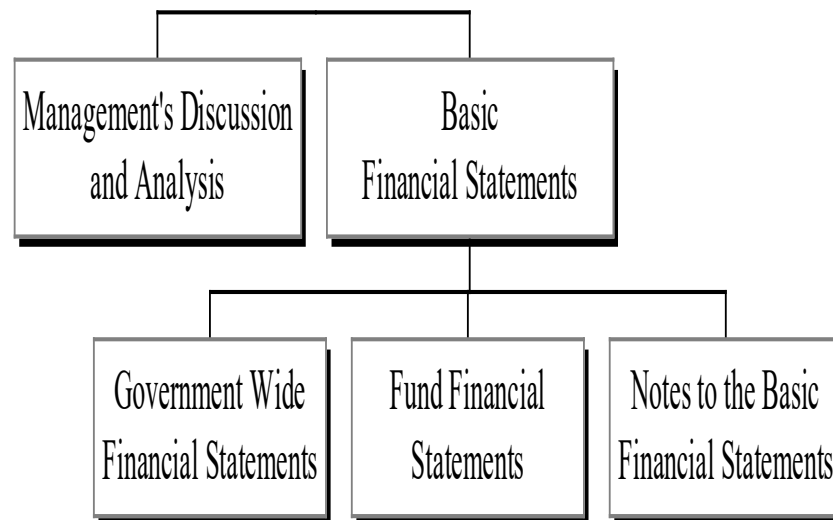 Management's Discussion
and Analysis
Basic
Financial Statements
Government Wide
Financial Statements
Fund Financial
Statements
Notes to the Basic
Financial Statements